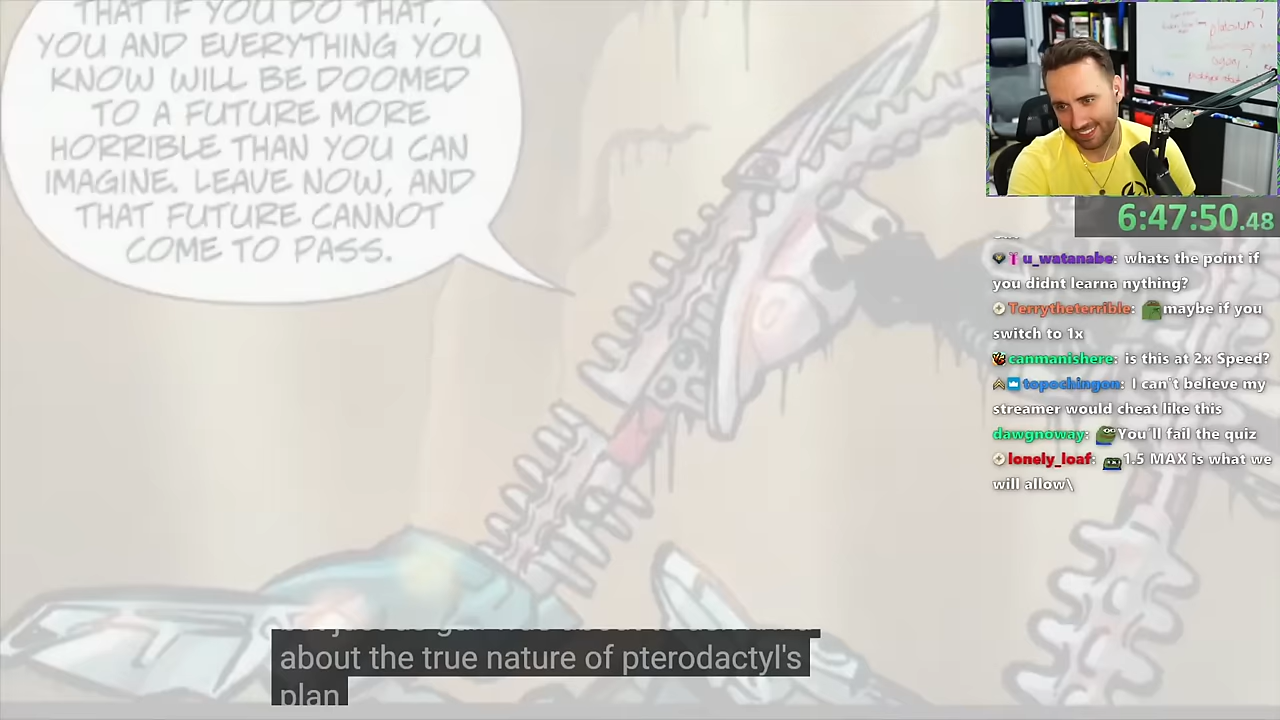 THAT IF YOU DO THAT,
YOU AND EVERYTHING YOU
KNOW WILL BE DOOMED
TO A FUTURE MORE
HORRIBLE THAN YOU CAN
IMAGINE. LEAVE NOW, AND
THAT FUTURE CANNOT
COME TO PASS.
6:47:50.48
u_watanabe: whats the point if
you didnt learna nything?
Terrytheterrible: maybe if you
switch to 1x
canmanishere: is this at 2x Speed?
topochingon: I can't believe my
streamer would cheat like this
dawgnoway: You'll fail the quiz
lonely_loaf: 1.5 MAX is what we
will allow\
about the true nature of pterodactyl's
plan